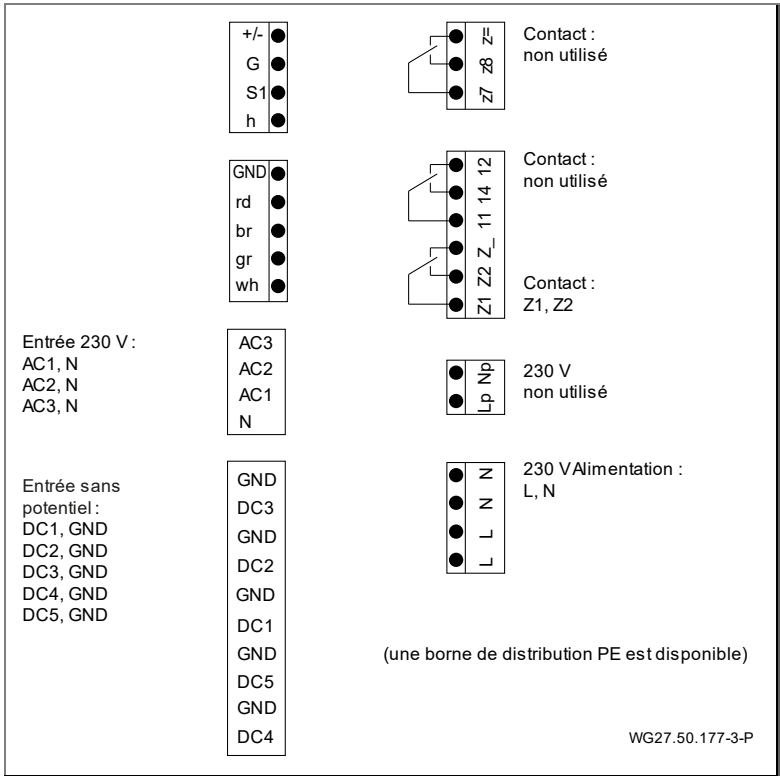 +/-
G
S1
h
z=
z8
z7
Contact :
non utilisé
GND
rd
br
gr
wh
12
14
11
Z_
Z2
Z1
Contact :
non utilisé
Contact :
Z1, Z2
Entrée 230 V :
AC1, N
AC2, N
AC3, N
AC3
AC2
AC1
N
Np
Lp
230 V
non utilisé
Entrée sans
potentiel :
DC1, GND
DC2, GND
DC3, GND
DC4, GND
DC5, GND
GND
DC3
GND
DC2
GND
DC1
GND
DC5
GND
DC4
N
N
L
L
230 VAlimentation :
L, N
(une borne de distribution PE est disponible)
WG27.50.177-3-P